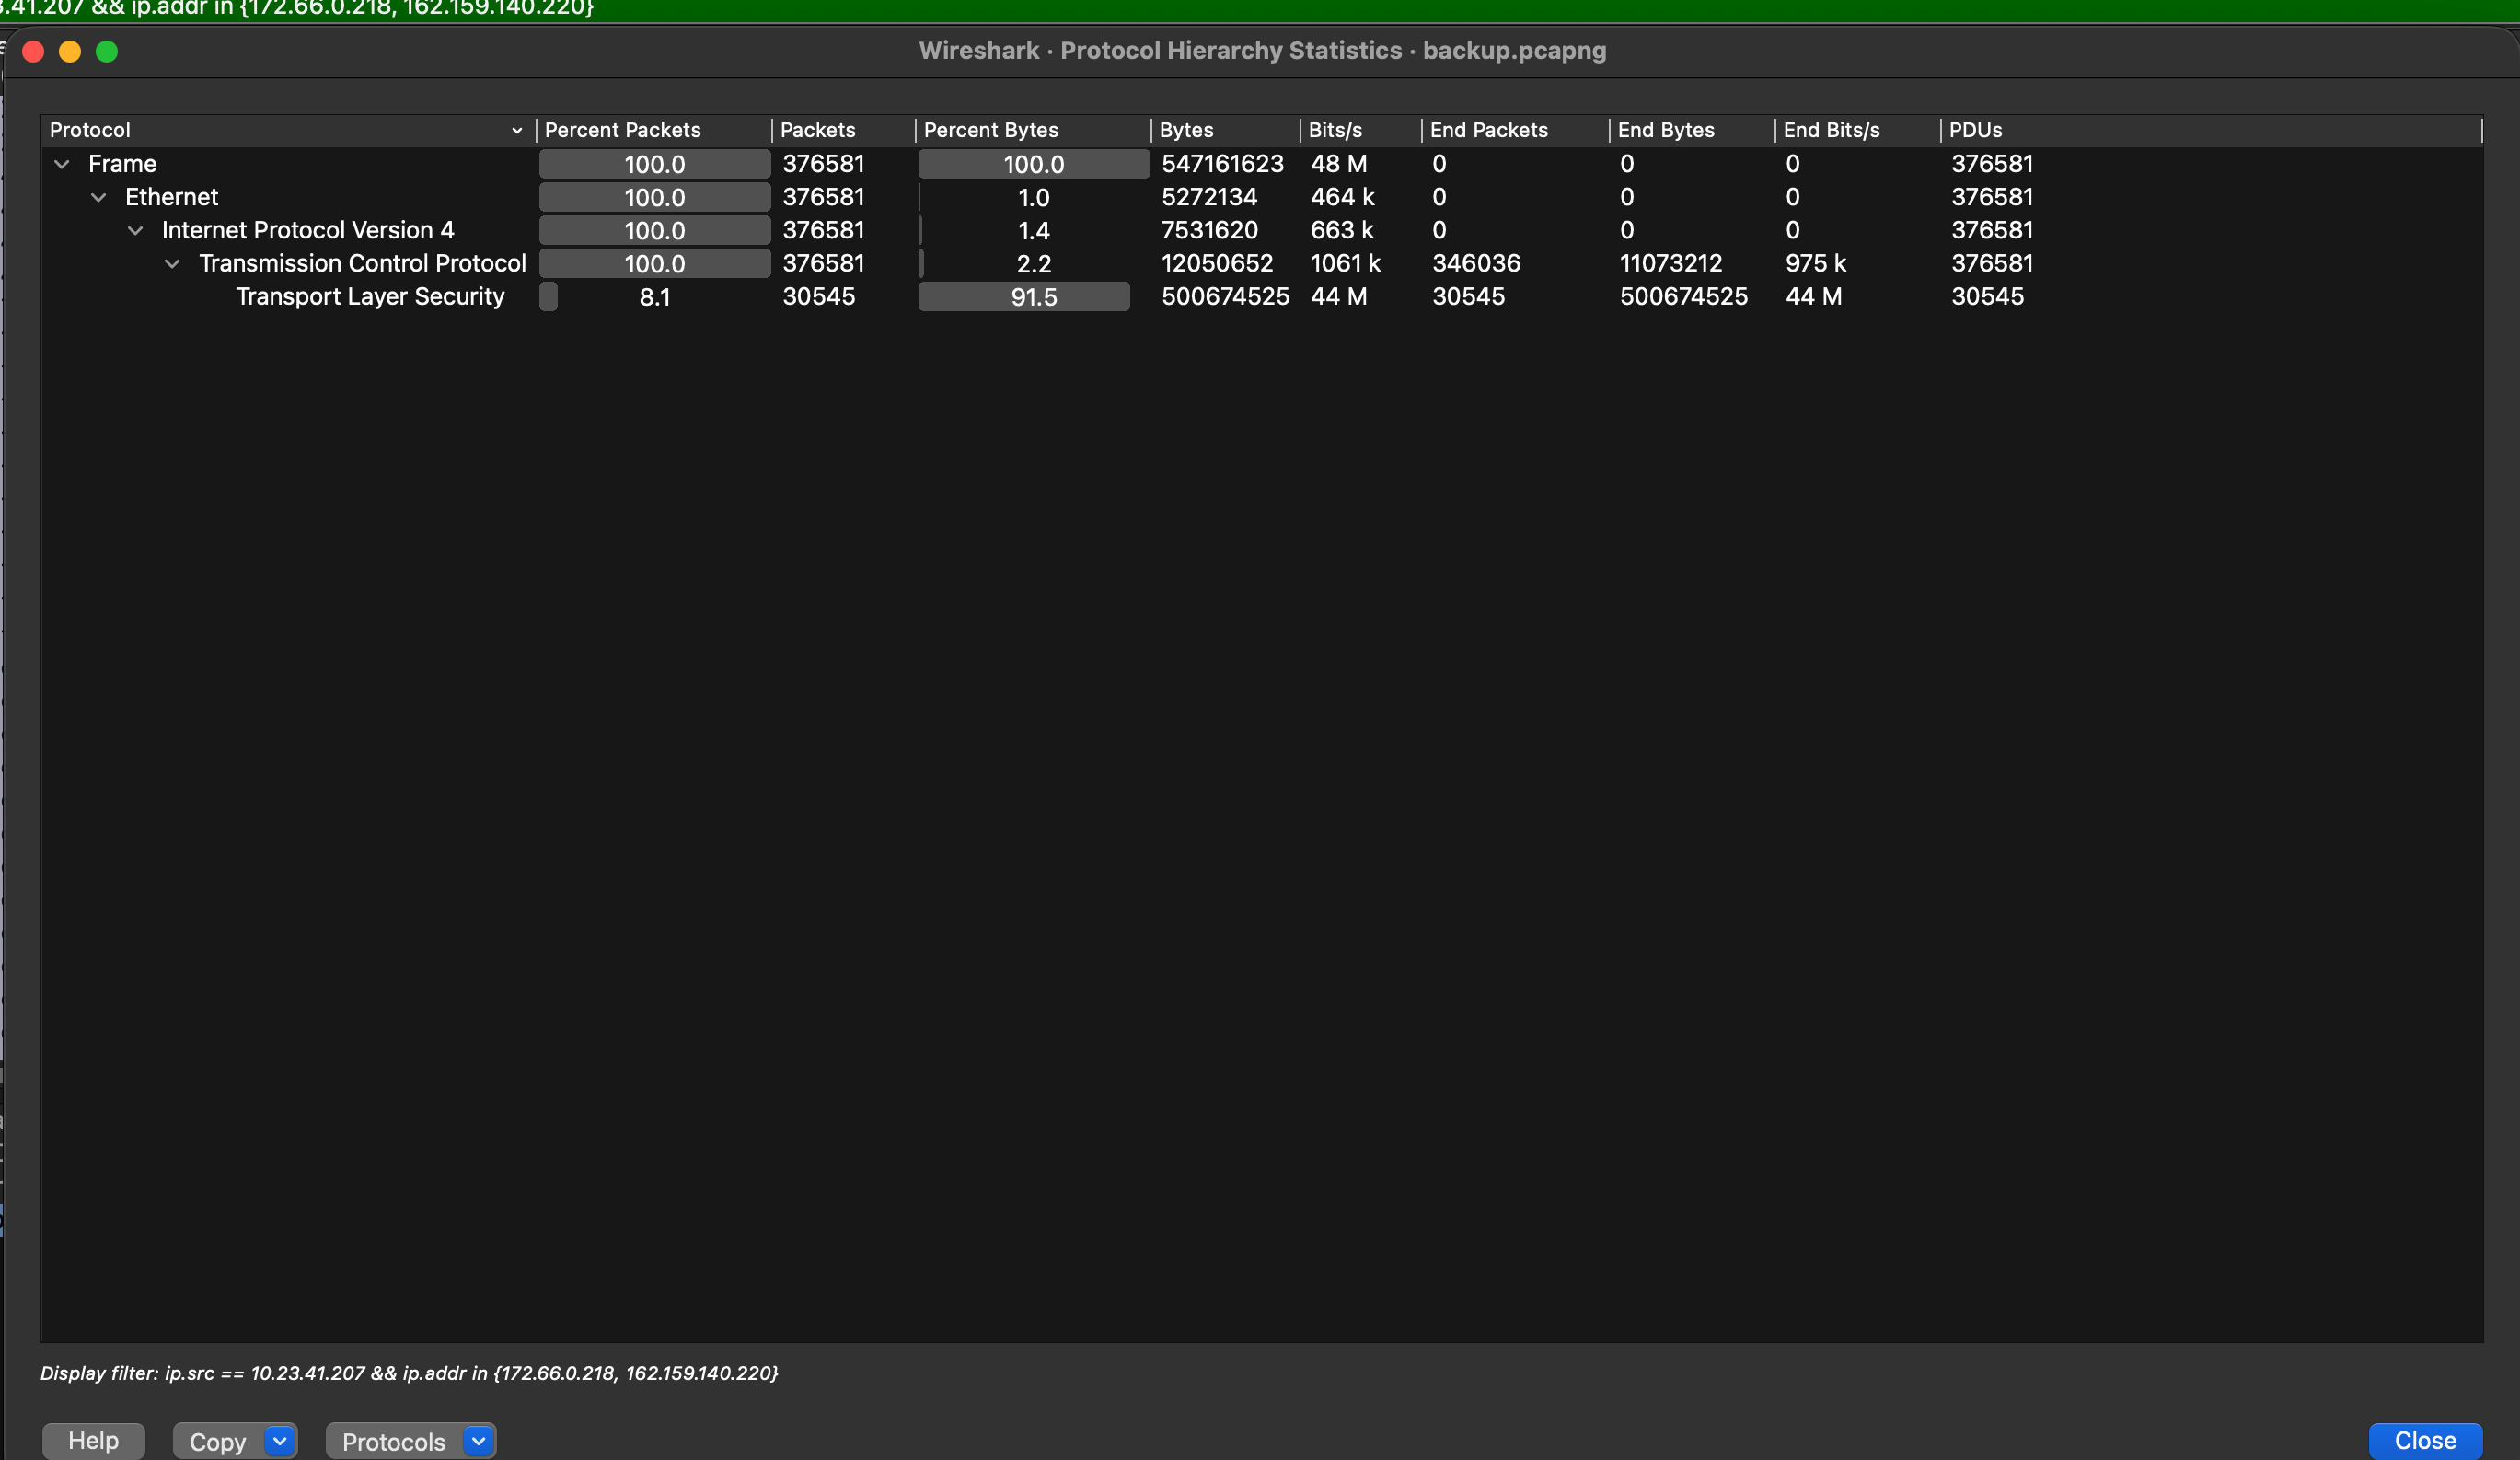 .41.207 && ip.addr in {172.66.0.218, 162.159.140.220}
Wireshark · Protocol Hierarchy Statistics · backup.pcapng
Protocol Percent Packets Packets Percent Bytes Bytes Bits/s End Packets End Bytes End Bits/s PDUs
Frame 100.0 376581 100.0 547161623 48 M 0 0 0 376581
Ethernet 100.0 376581 1.0 5272134 464 k 0 0 0 376581
Internet Protocol Version 4 100.0 376581 1.4 7531620 663 k 0 0 0 376581
Transmission Control Protocol 100.0 376581 2.2 12050652 1061 k 346036 11073212 975 k 376581
Transport Layer Security 8.1 30545 91.5 500674525 44 M 30545 500674525 44 M 30545
Display filter: ip.src == 10.23.41.207 && ip.addr in {172.66.0.218, 162.159.140.220}
Help Copy Protocols Close